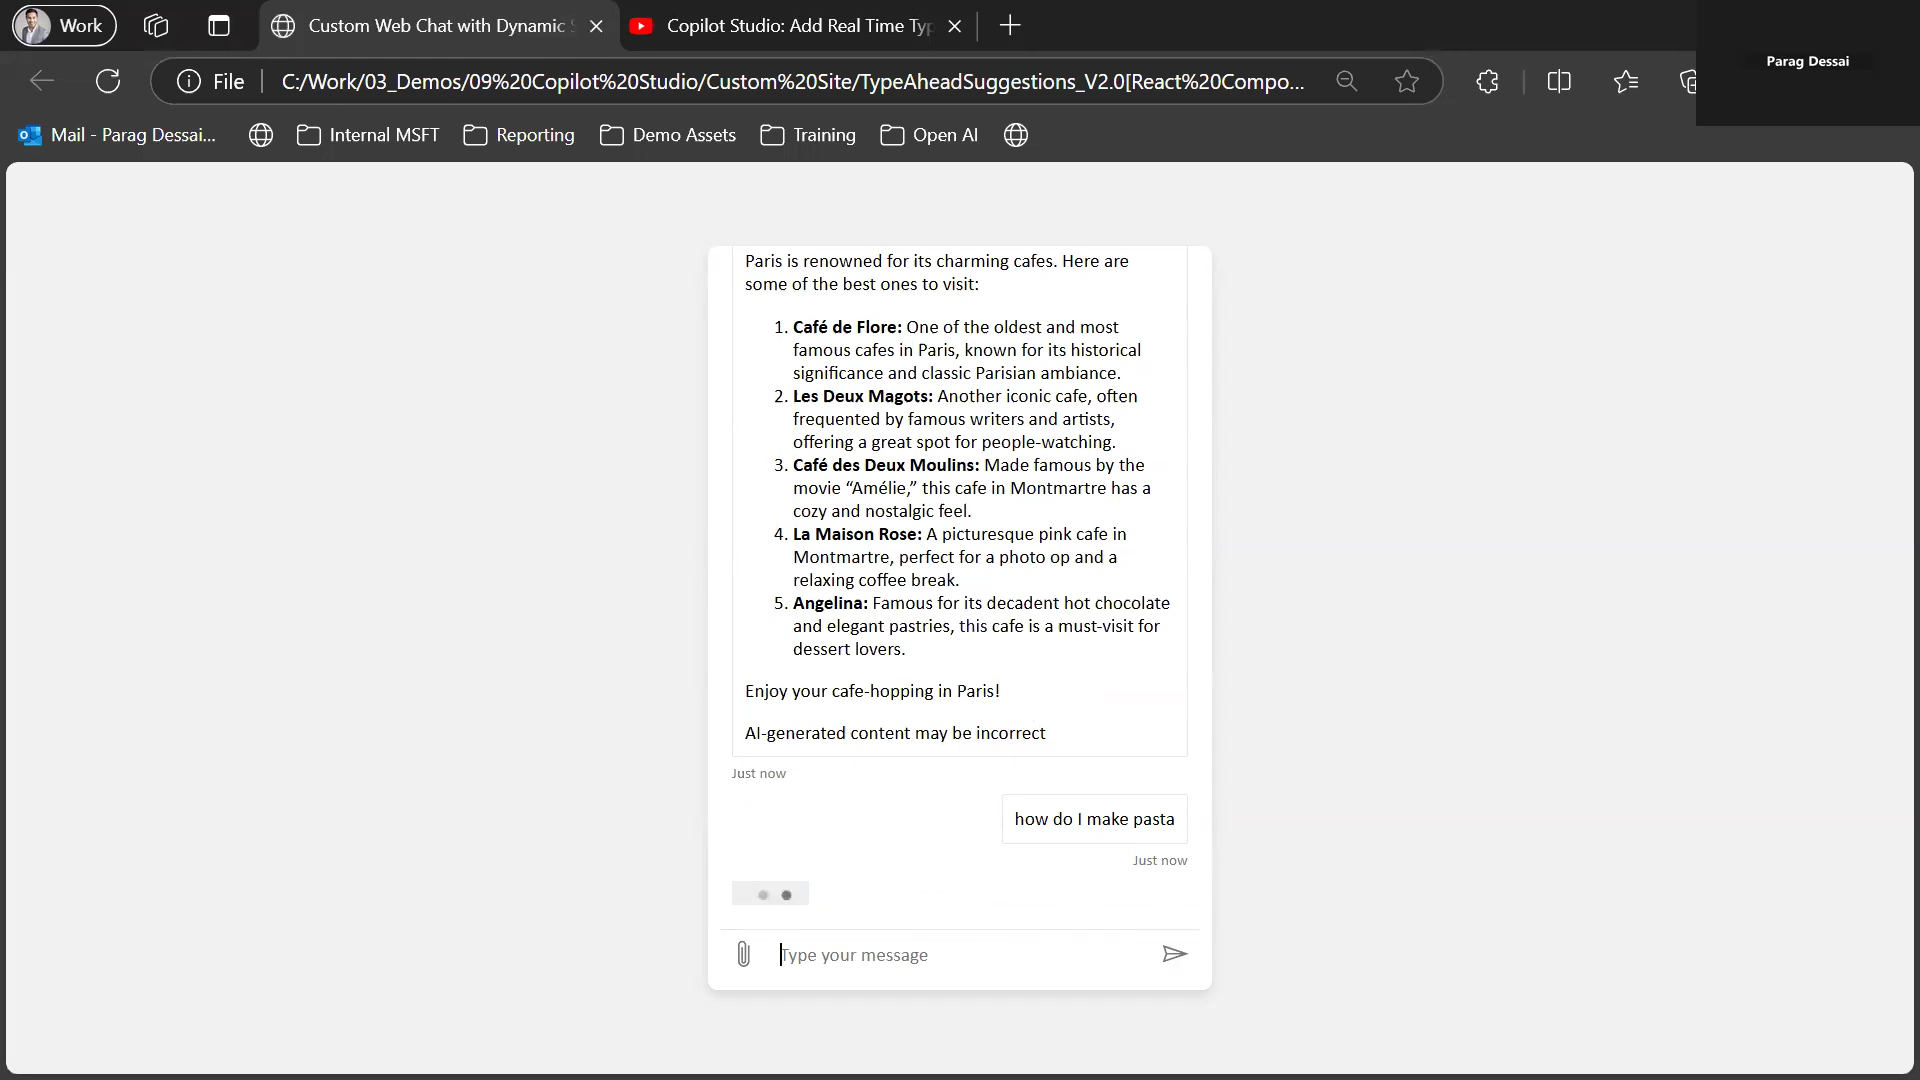 Work
Custom Web Chat with Dynamic
Copilot Studio: Add Real Time Typ
Parag Dessai
File
C:/Work/03_Demos/09%20Copilot%20Studio/Custom%20Site/TypeAheadSuggestions_V2.0[React%20Compo...
Mail - Parag Dessai...
Internal MSFT
Reporting
Demo Assets
Training
Open AI
Paris is renowned for its charming cafes. Here are
some of the best ones to visit:
1. Café de Flore: One of the oldest and most
famous cafes in Paris, known for its historical
significance and classic Parisian ambiance.
2. Les Deux Magots: Another iconic cafe, often
frequented by famous writers and artists,
offering a great spot for people-watching.
3. Café des Deux Moulins: Made famous by the
movie “Amélie,” this cafe in Montmartre has a
cozy and nostalgic feel.
4. La Maison Rose: A picturesque pink cafe in
Montmartre, perfect for a photo op and a
relaxing coffee break.
5. Angelina: Famous for its decadent hot chocolate
and elegant pastries, this cafe is a must-visit for
dessert lovers.
Enjoy your cafe-hopping in Paris!
AI-generated content may be incorrect
Just now
how do I make pasta
Just now
Type your message